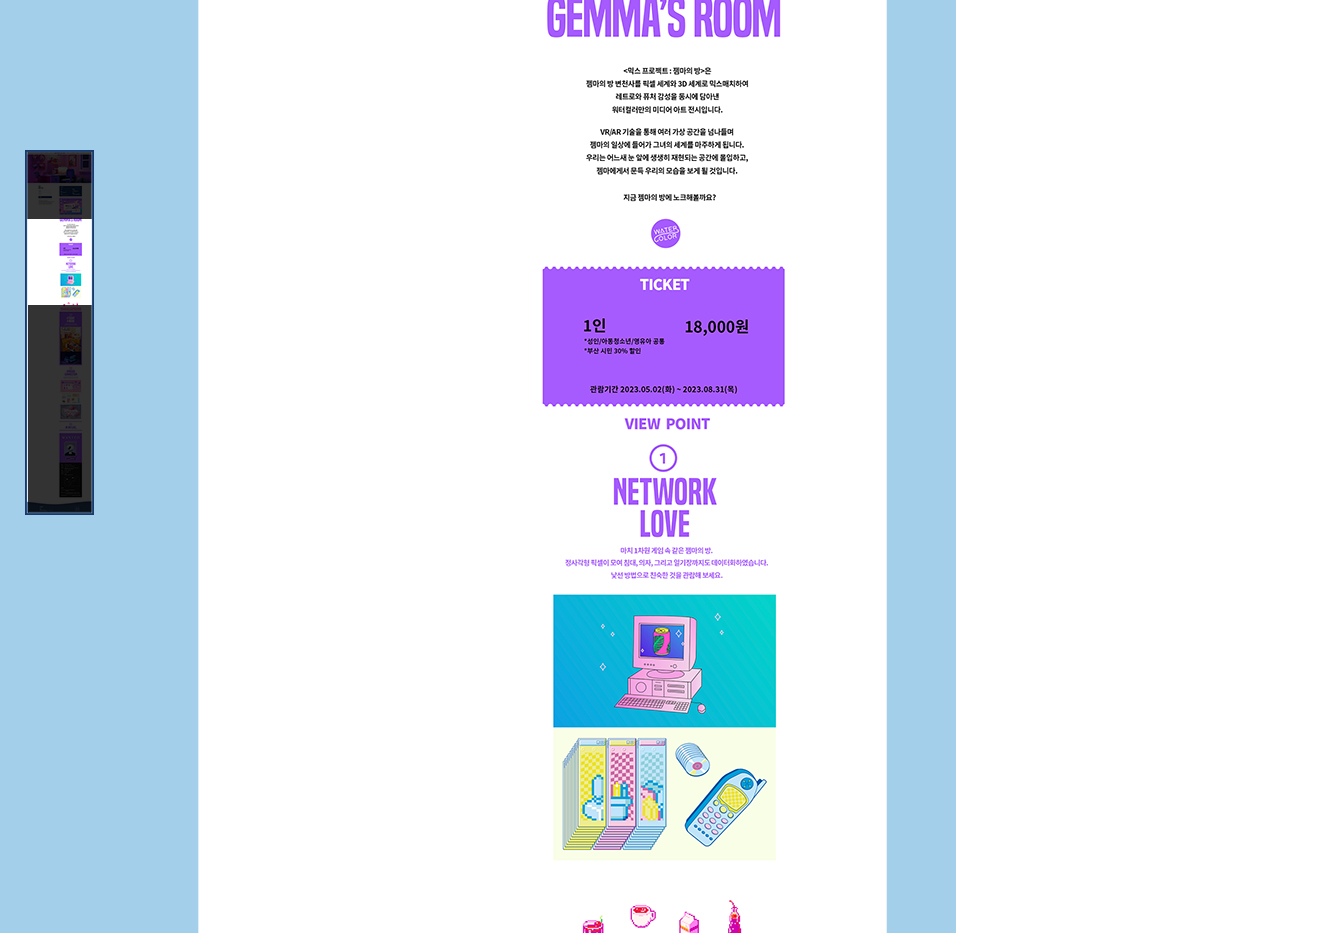 GEMMA'S ROOM
<믹스 프로젝트 : 젬마의 방>은
젬마의 방 변천사를 픽셀 세계와 3D 세계로 믹스매치하여
레트로와 퓨처 감성을 동시에 담아낸
워터컬러만의 미디어 아트 전시입니다.
VR/AR 기술을 통해 여러 가상 공간을 넘나들며
젬마의 일상에 들어가 그녀의 세계를 마주하게 됩니다.
우리는 어느새 눈 앞에 생생히 재현되는 공간에 몰입하고,
젬마에게서 문득 우리의 모습을 보게 될 것입니다.
지금 젬마의 방에 노크해볼까요?
WATER
COLOR
TICKET
1인 18,000원
*성인/아동청소년/영유아 공통
*부산 시민 30% 할인
관람기간 2023.05.02(화) ~ 2023.08.31(목)
VIEW POINT
1
NETWORK
LOVE
마치 1차원 게임 속 같은 젬마의 방.
정사각형 픽셀이 모여 침대, 의자, 그리고 일기장까지도 데이터화하였습니다.
낯선 방법으로 친숙한 것을 관람해 보세요.